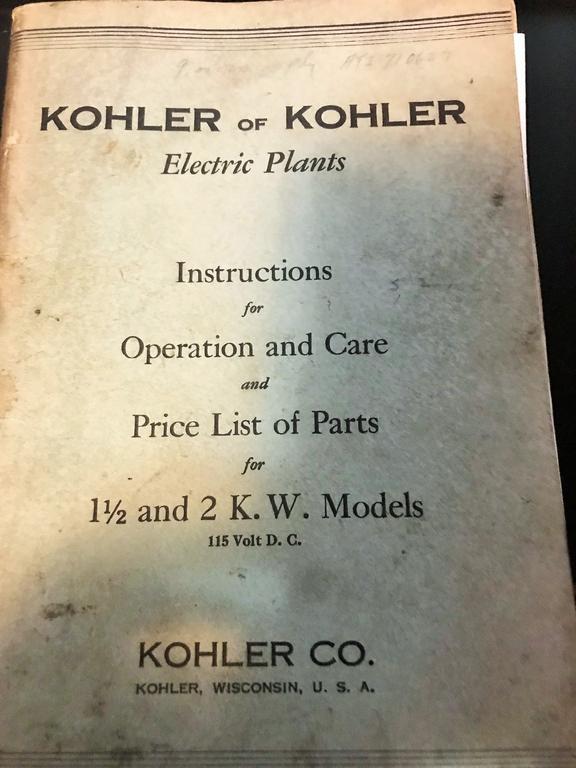 KOHLER OF KOHLER
Electric Plants
Instructions
for
Operation and Care
and
Price List of Parts
for
1½ and 2 K. W. Models
115 Volt D. C.
KOHLER CO.
KOHLER, WISCONSIN, U. S. A.